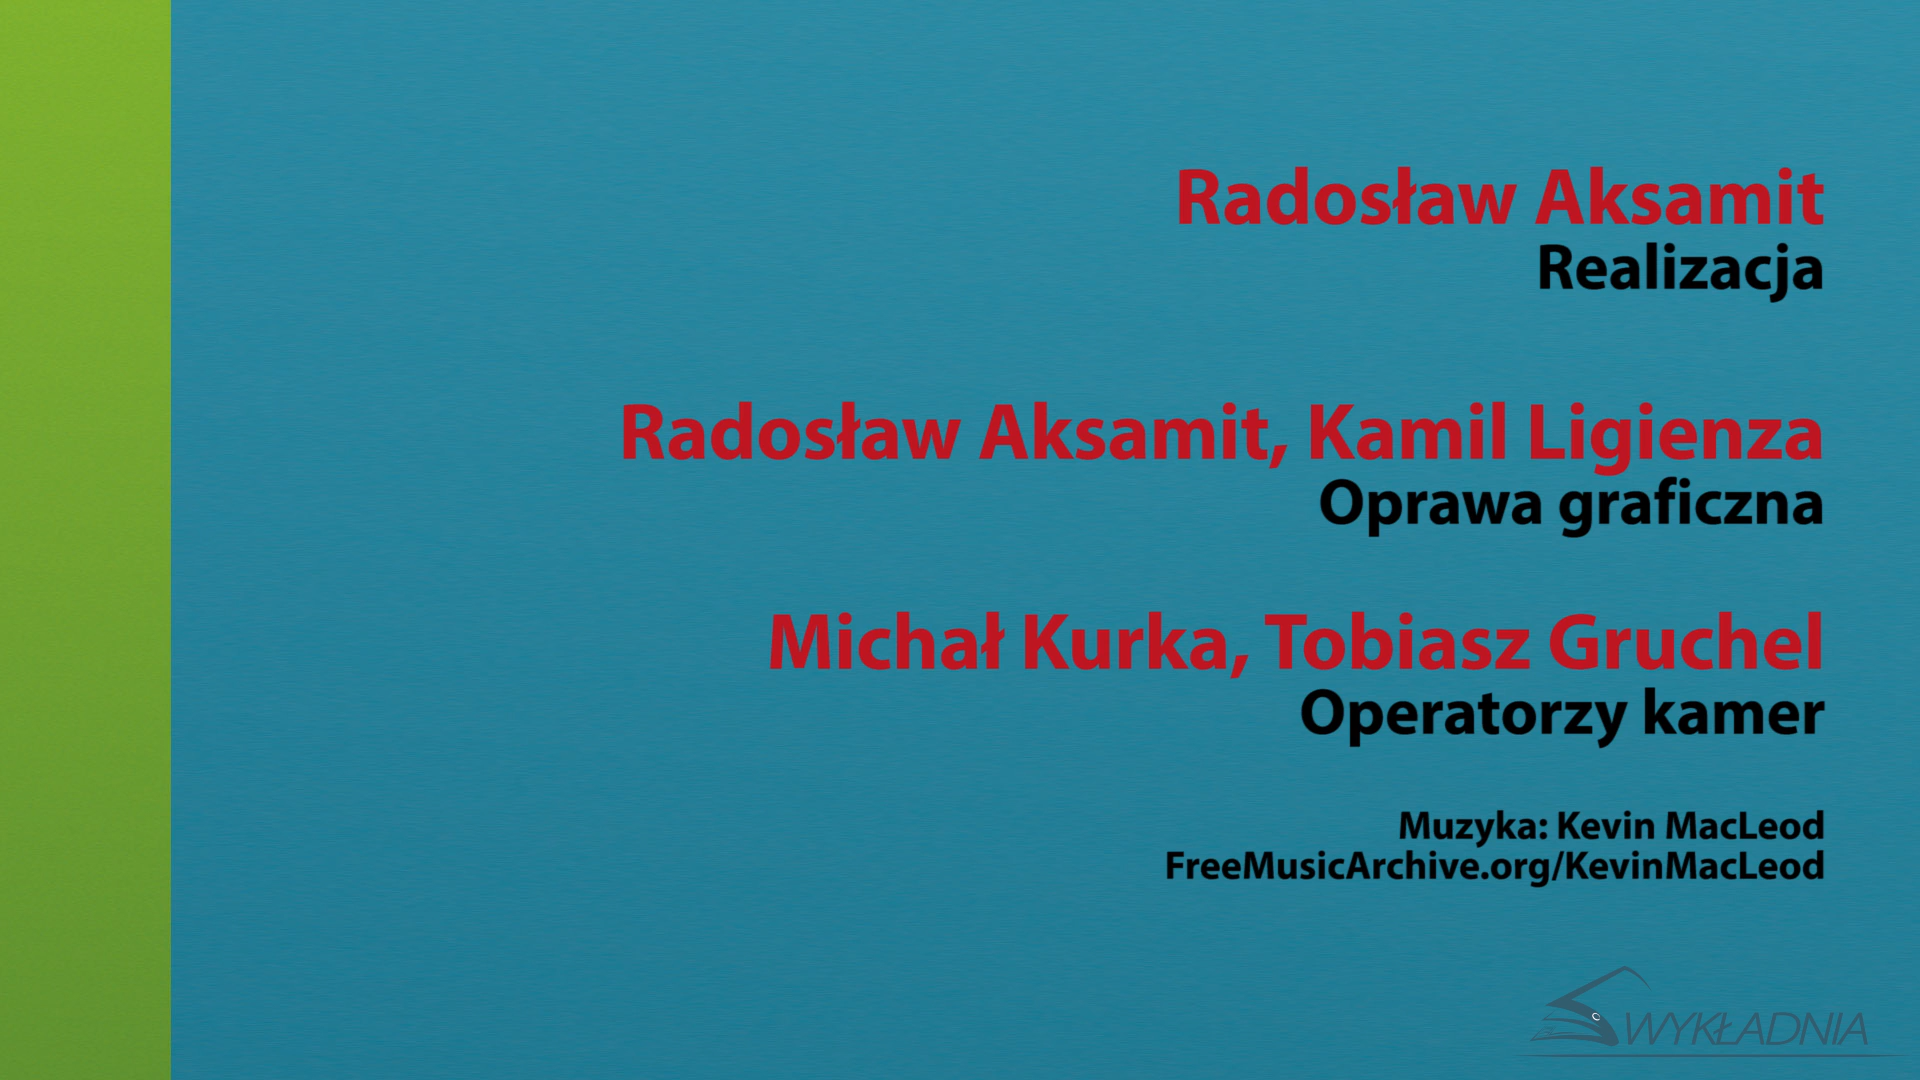 Radosław Aksamit
Realizacja
Radosław Aksamit, Kamil Ligienza
Oprawa graficzna
Michał Kurka, Tobiasz Gruchel
Operatorzy kamer
Muzyka: Kevin MacLeod
FreeMusicArchive.org/KevinMacLeod
WYKŁADNIA